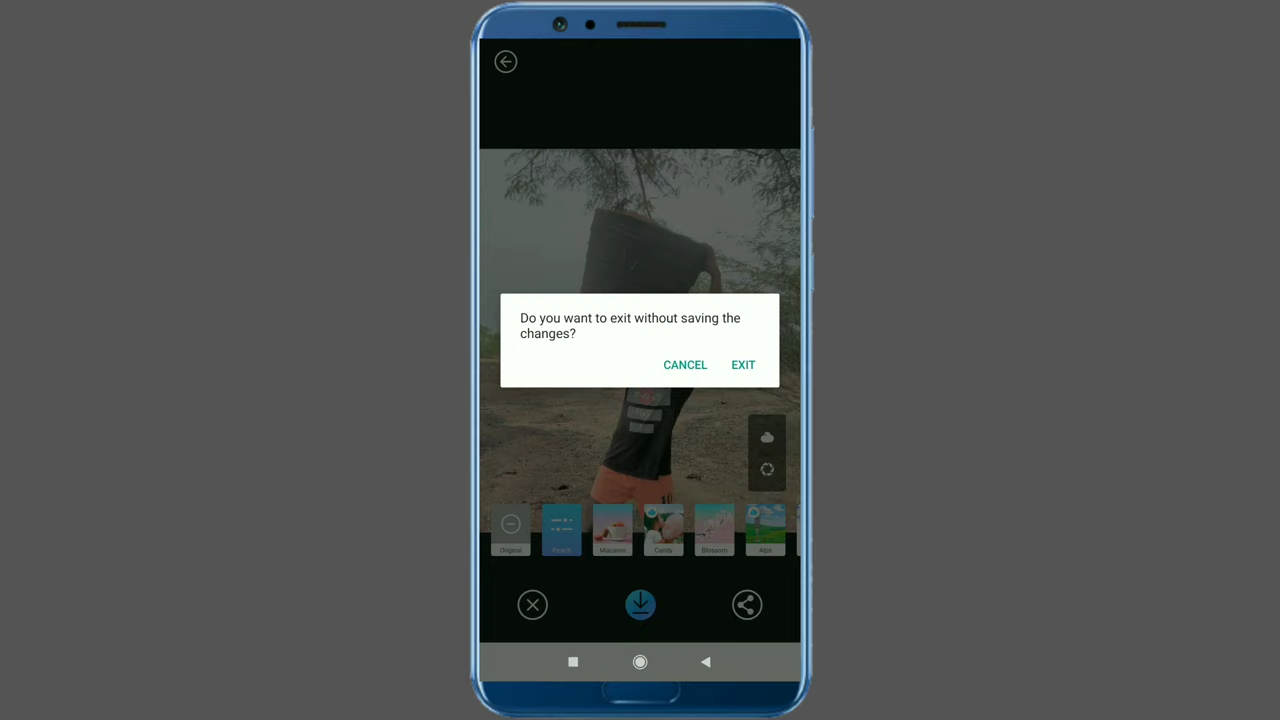 Do you want to exit without saving the
changes?
CANCEL EXIT
Original Peach Macaron Candy Blossom Alps